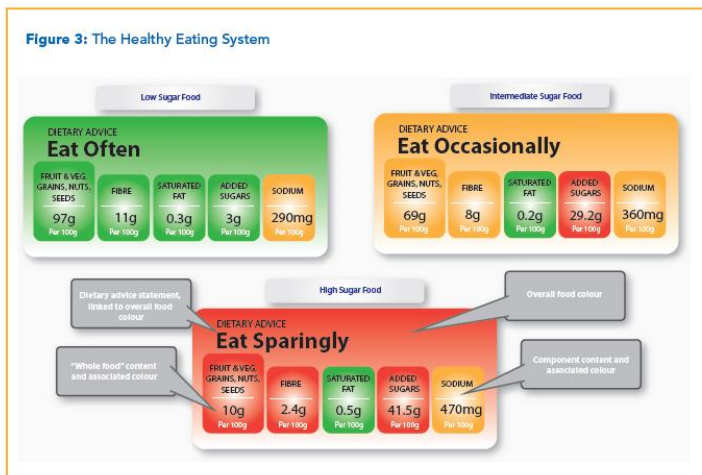 Figure 3: The Healthy Eating System
Low Sugar Food
DIETARY ADVICE
Eat Often
FRUIT & VEG,
GRAINS, NUTS,
SEEDS
97g
Per 100g
FIBRE
11g
Per 100g
SATURATED
FAT
0.3g
Per 100g
ADDED
SUGARS
3g
Per 100g
SODIUM
290mg
Per 100g
Intermediate Sugar Food
DIETARY ADVICE
Eat Occasionally
FRUIT & VEG,
GRAINS, NUTS,
SEEDS
69g
Per 100g
FIBRE
8g
Per 100g
SATURATED
FAT
0.2g
Per 100g
ADDED
SUGARS
29.2g
Per 100g
SODIUM
360mg
Per 100g
Dietary advice statement,
linked to overall food
colour
High Sugar Food
Overall food colour
DIETARY ADVICE
Eat Sparingly
"Whole food" content
and associated colour
FRUIT & VEG,
GRAINS, NUTS,
SEEDS
10g
Per 100g
FIBRE
2.4g
Per 100g
SATURATED
FAT
0.5g
Per 100g
ADDED
SUGARS
41.5g
Per 100g
SODIUM
470mg
Per 100g
Component content and
associated colour